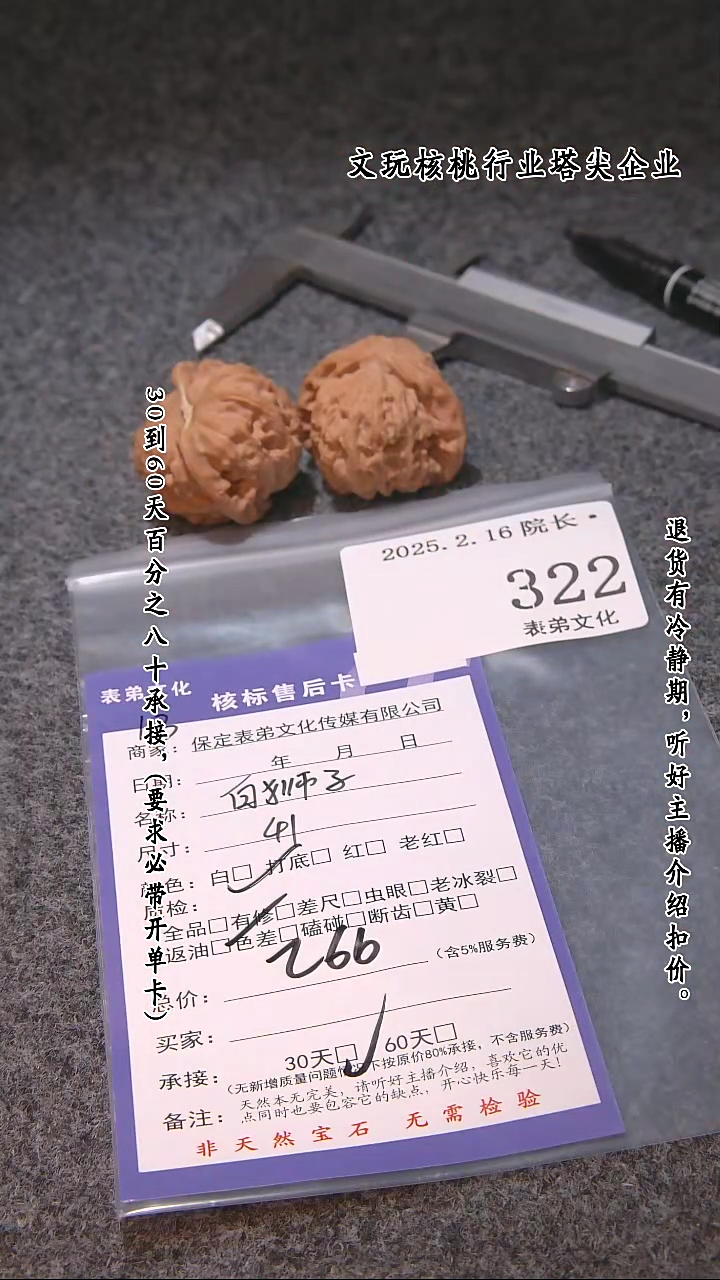 文玩核桃行业塔尖企业
30到60天百分之八十承接，（要求必带开单卡）
退货有冷静期，听好主播介绍扣价。
2025.2.16 院长·
322
表弟文化
表弟文化 核标售后卡
商家：保定表弟文化传媒有限公司
日期： 年 月 日
名称：白狮子
尺寸：41
色：白□ 打底□ 红□ 老红□
质检：
全品□有修□差尺□虫眼□老冰裂□
返油□色差□磕碰□断齿□黄□
总价：266（含5%服务费）
买家：
承接：30天□ 60天□
（无新增质量问题情况下按原价80%承接，不含服务费）
备注：天然本无完美，请听好主播介绍，喜欢它的优
点同时也要包容它的缺点，开心快乐每一天！
非天然宝石 无需检验